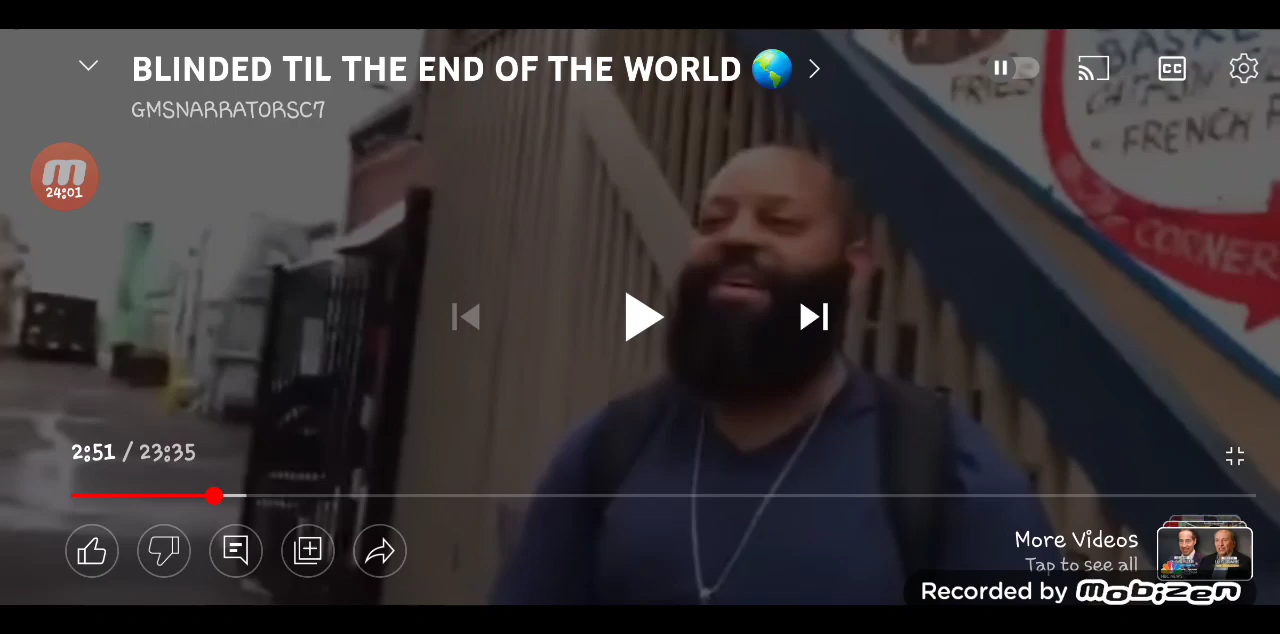 BLINDED TIL THE END OF THE WORLD 🌎
GMSNARRATORSC7
CC
FRIES
FRENCH
CORNER
24:01
2:51 / 23:35
More Videos
Tap to see all
Recorded by mobizen